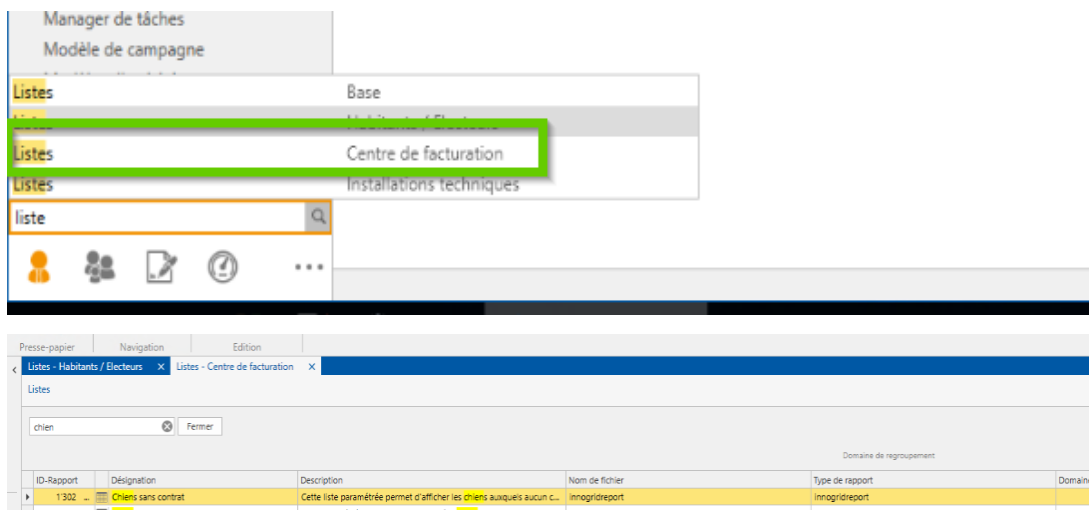 Manager de tâches
Modèle de campagne
Listes Base
Listes Habitants / Electeurs
Listes Centre de facturation
Listes Installations techniques
liste
Presse-papier Navigation Edition
Listes - Habitants / Electeurs X Listes - Centre de facturation X
Listes
chien Fermer
Domaine de regroupement
ID-Rapport Désignation Description Nom de fichier Type de rapport Domaine
1'302 ... Chiens sans contrat Cette liste paramétrée permet d'afficher les chiens auxquels aucun c... innogridreport innogridreport